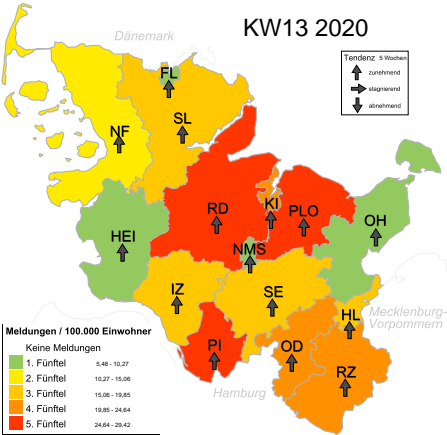 KW13 2020
Dänemark
Tendenz 5 Wochen
zunehmend
stagnierend
abnehmend
FL
SL
NF
RD
KI
PLO
OH
HEI
NMS
IZ
SE
HL
Mecklenburg-
Vorpommern
PI
OD
RZ
Hamburg
Meldungen / 100.000 Einwohner
Keine Meldungen
1. Fünftel 5,48 - 10,27
2. Fünftel 10,27 - 15,06
3. Fünftel 15,06 - 19,85
4. Fünftel 19,85 - 24,64
5. Fünftel 24,64 - 29,42